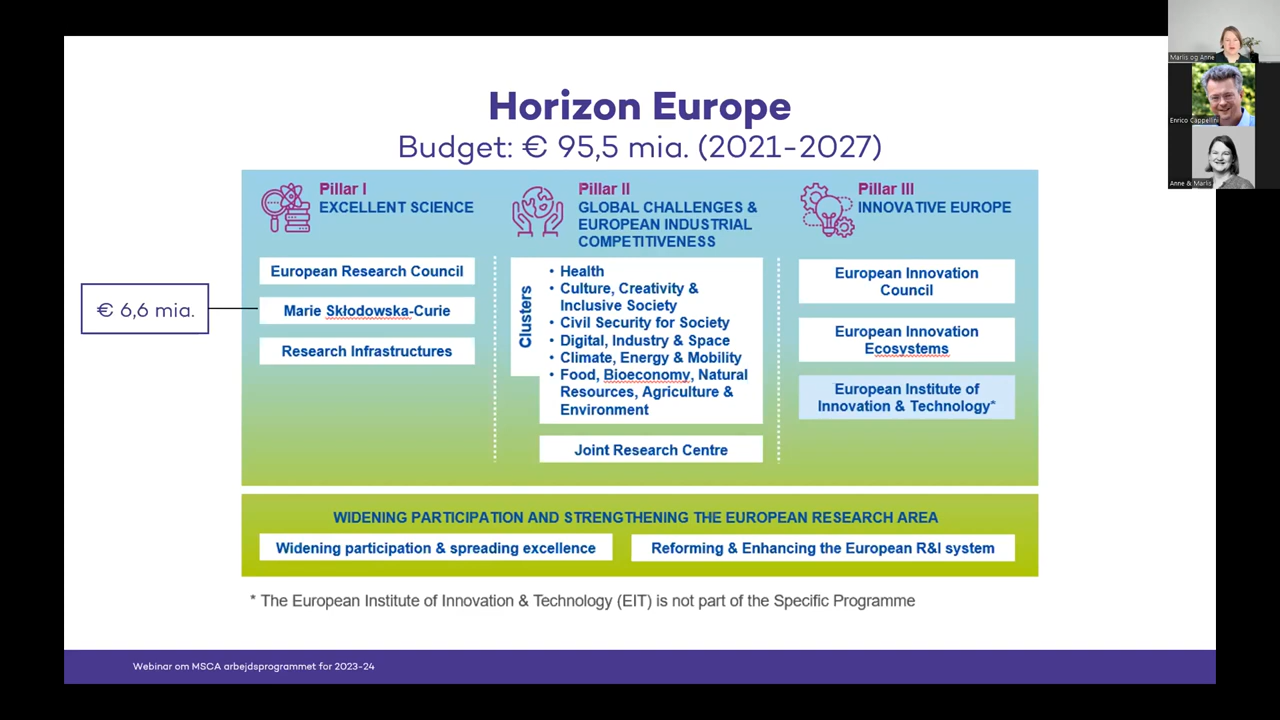 Horizon Europe
Budget: € 95,5 mia. (2021-2027)
Pillar I
EXCELLENT SCIENCE
European Research Council
Marie Skłodowska-Curie
Research Infrastructures
€ 6,6 mia.
Pillar II
GLOBAL CHALLENGES &
EUROPEAN INDUSTRIAL
COMPETITIVENESS
Clusters
• Health
• Culture, Creativity &
Inclusive Society
• Civil Security for Society
• Digital, Industry & Space
• Climate, Energy & Mobility
• Food, Bioeconomy, Natural
Resources, Agriculture &
Environment
Joint Research Centre
Pillar III
INNOVATIVE EUROPE
European Innovation
Council
European Innovation
Ecosystems
European Institute of
Innovation & Technology*
WIDENING PARTICIPATION AND STRENGTHENING THE EUROPEAN RESEARCH AREA
Widening participation & spreading excellence
Reforming & Enhancing the European R&I system
* The European Institute of Innovation & Technology (EIT) is not part of the Specific Programme
Webinar om MSCA arbejdsprogrammet for 2023-24
Marlis og Anne
Enrico Cappellini
Anne & Marlis